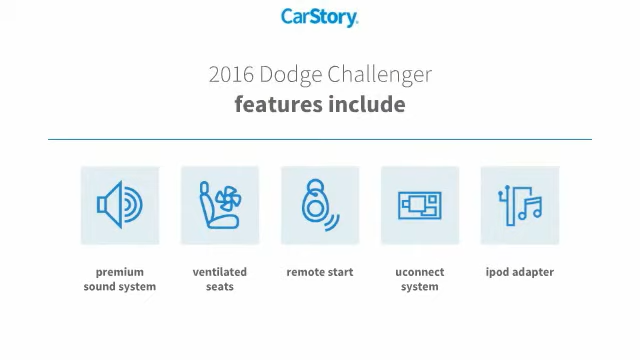 CarStory
2016 Dodge Challenger
features include
premium
sound system
ventilated
seats
remote start
uconnect
system
ipod adapter